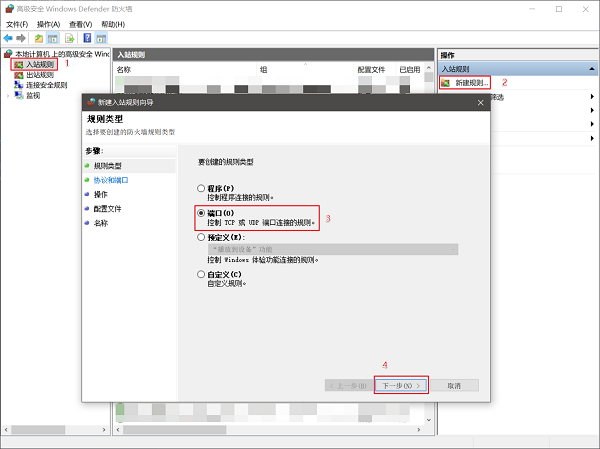 高级安全 Windows Defender 防火墙
文件(F) 操作(A) 查看(V) 帮助(H)
本地计算机 上的高级安全 Wind
入站规则 1
出站规则
连接安全规则
监视
入站规则
名称 组 配置文件 已启用
操作
入站规则
新建规则... 2
筛选
新建入站规则向导
规则类型
选择要创建的防火墙规则类型
步骤:
规则类型
协议和端口
操作
配置文件
名称
要创建的规则类型
程序(P)
控制程序连接的规则。
端口(O) 3
控制 TCP 或 UDP 端口连接的规则。
预定义(E):
“播放到设备”功能
控制 Windows 体验功能连接的规则。
自定义(C)
自定义规则。
4
< 上一步(B) 下一步(N) > 取消